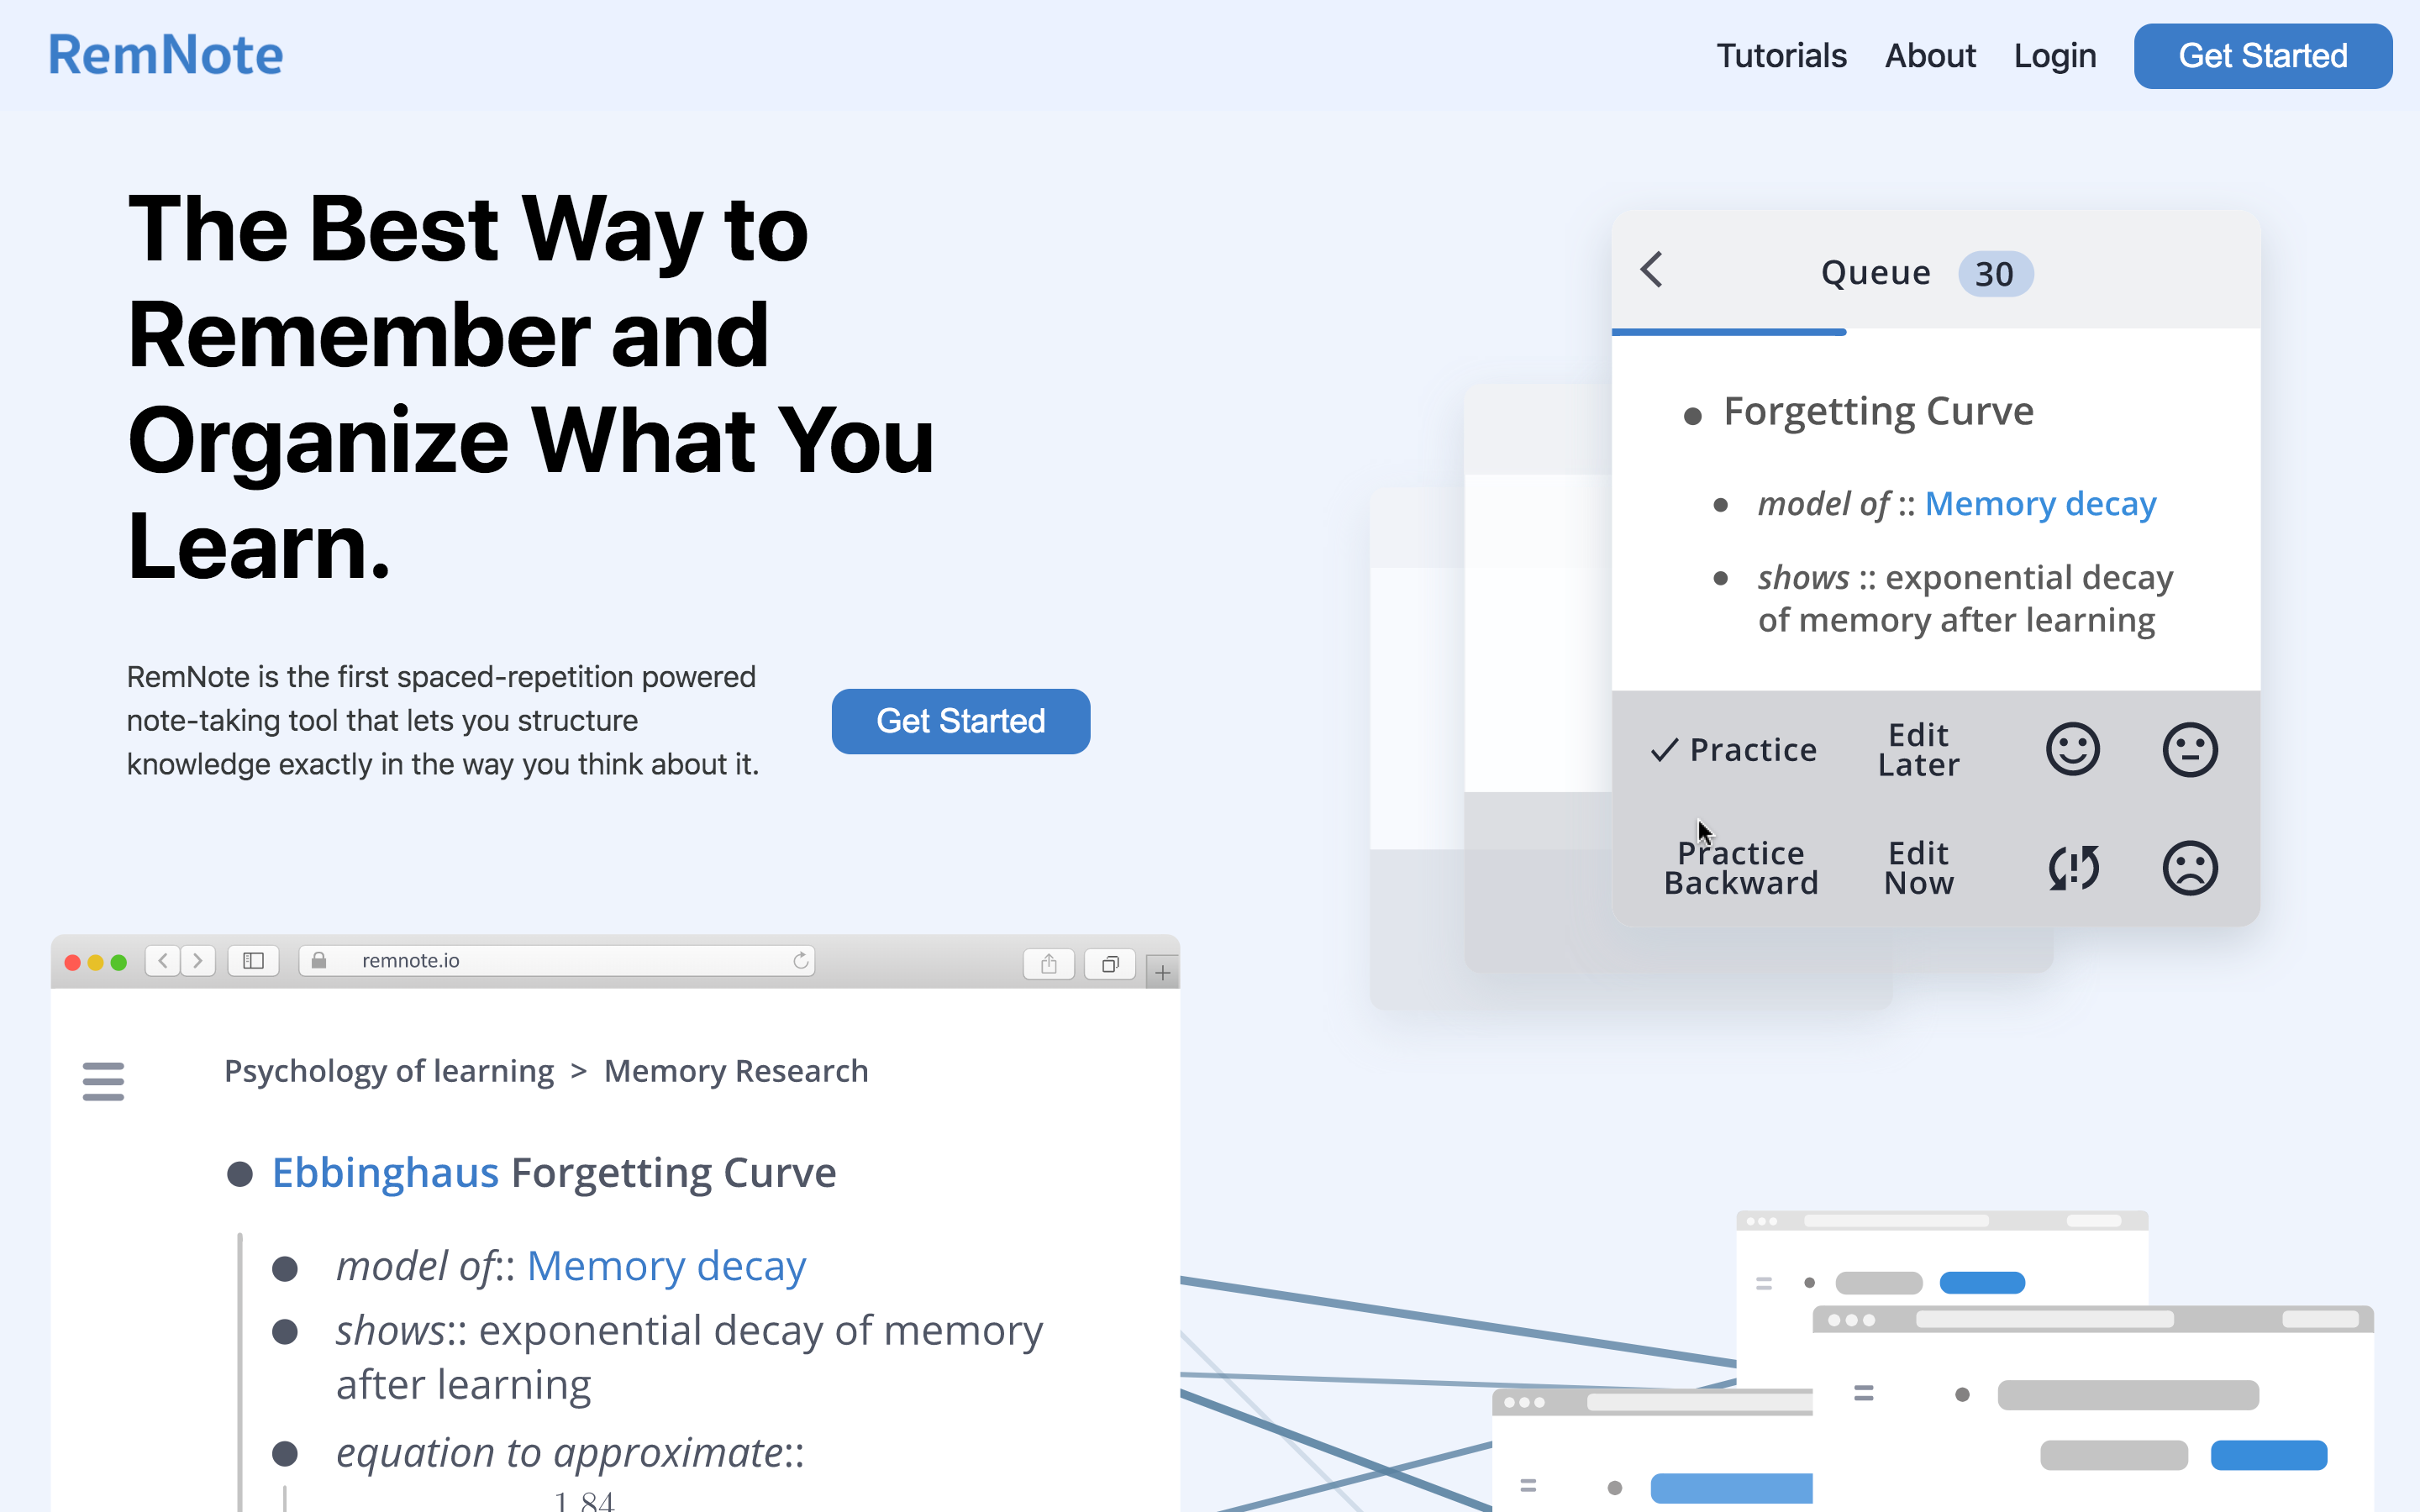 RemNote
Tutorials
About
Login
Get Started
The Best Way to
Remember and
Organize What You
Learn.
RemNote is the first spaced-repetition powered
note-taking tool that lets you structure
knowledge exactly in the way you think about it.
Get Started
Queue 30
Forgetting Curve
model of :: Memory decay
shows :: exponential decay
of memory after learning
Practice
Edit
Later
Practice
Backward
Edit
Now
remnote.io
Psychology of learning > Memory Research
Ebbinghaus Forgetting Curve
model of:: Memory decay
shows:: exponential decay of memory
after learning
equation to approximate::
1.84